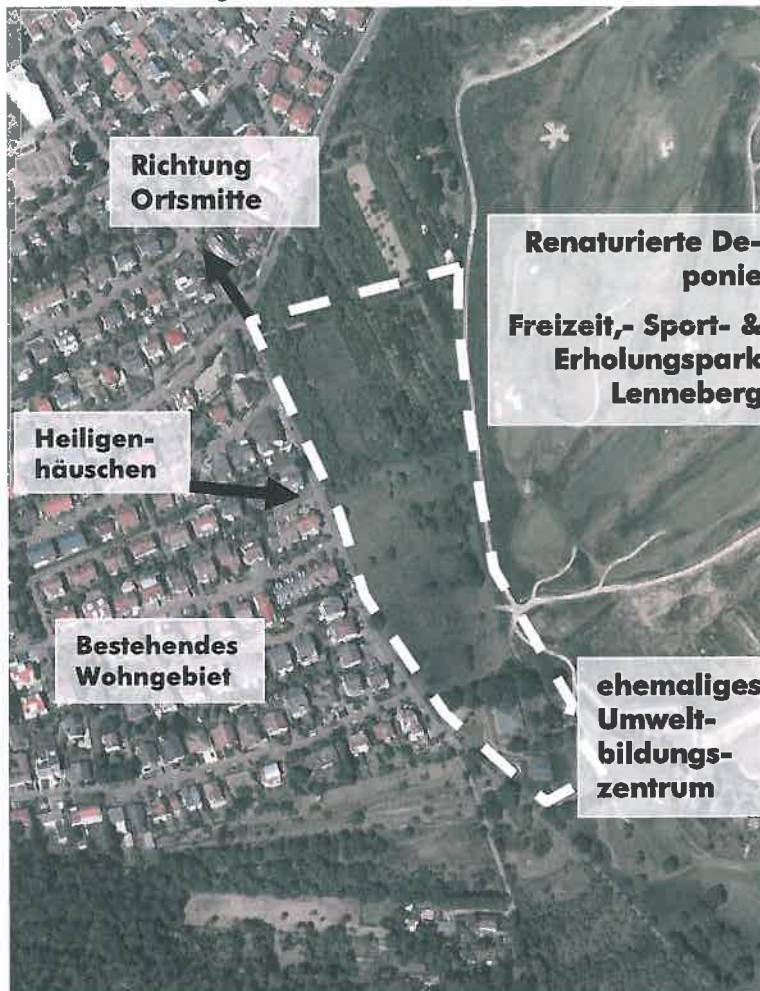 Richtung
Ortsmitte
Renaturierte De-
ponie
Freizeit,- Sport- &
Erholungspark
Lenneberg
Heiligen-
häuschen
Bestehendes
Wohngebiet
ehemaliges
Umwelt-
bildungs-
zentrum